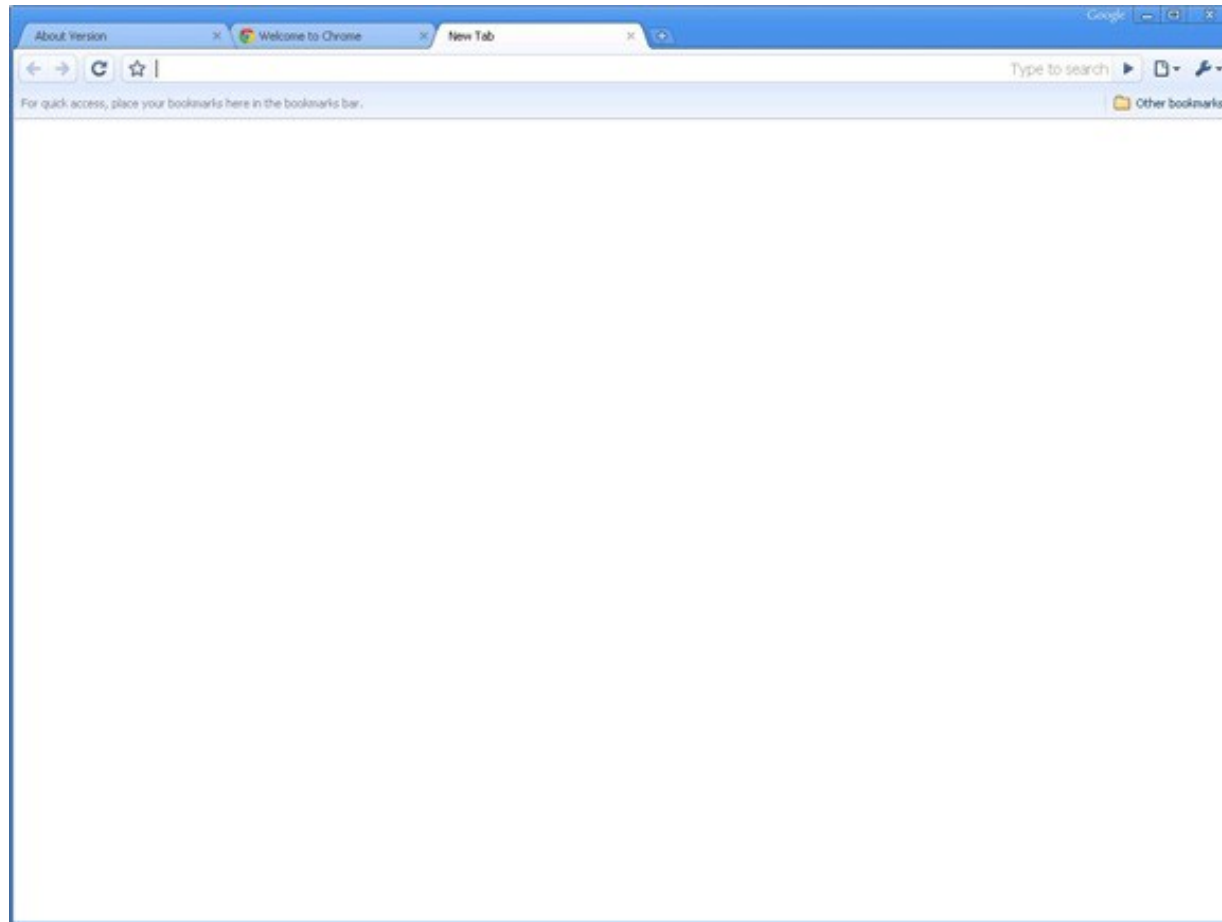 Google
About Version Welcome to Chrome New Tab
Type to search
For quick access, place your bookmarks here in the bookmarks bar. Other bookmarks